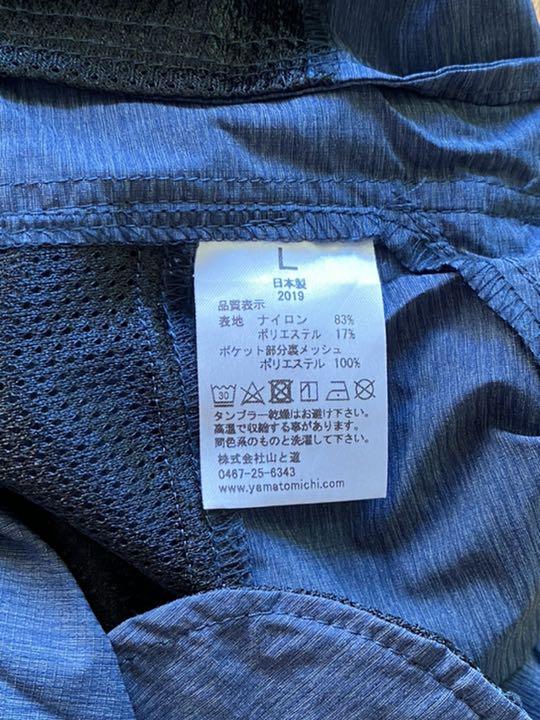 L
日本製
2019
品質表示
表地 ナイロン 83%
ポリエステル 17%
ポケット部分裏メッシュ
ポリエステル 100%
30
タンブラー乾燥はお避け下さい。
高温で収縮する事があります。
同色系のものと洗濯して下さい。
株式会社山と道
0467-25-6343
www.yamatomichi.com